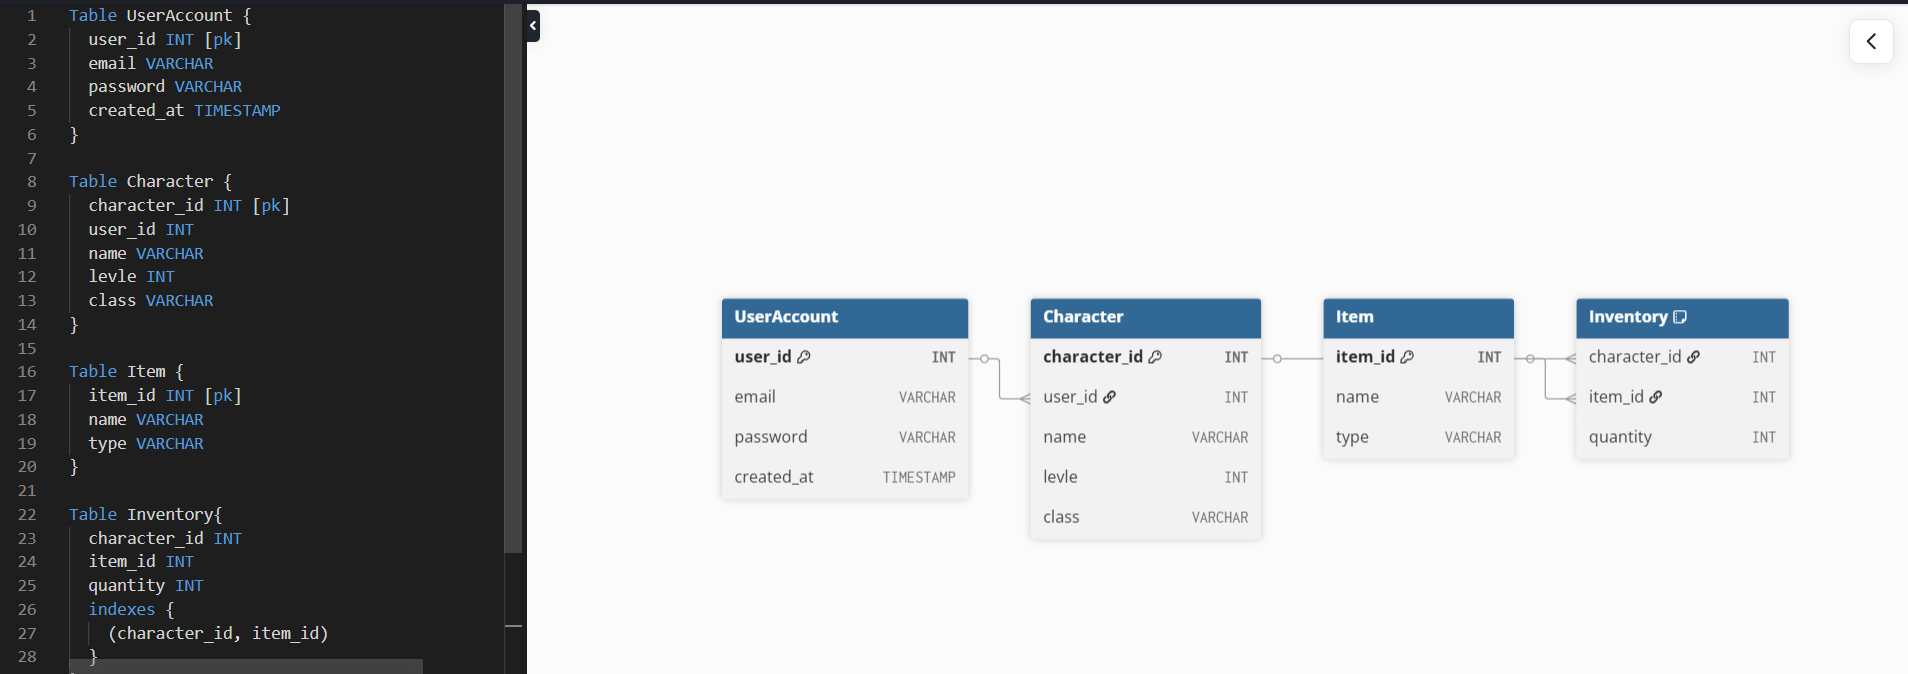 1 Table UserAccount {
2 user_id INT [pk]
3 email VARCHAR
4 password VARCHAR
5 created_at TIMESTAMP
6 }
7
8 Table Character {
9 character_id INT [pk]
10 user_id INT
11 name VARCHAR
12 levle INT
13 class VARCHAR
14 }
15
16 Table Item {
17 item_id INT [pk]
18 name VARCHAR
19 type VARCHAR
20 }
21
22 Table Inventory{
23 character_id INT
24 item_id INT
25 quantity INT
26 indexes {
27 (character_id, item_id)
28 }
UserAccount
user_id INT
email VARCHAR
password VARCHAR
created_at TIMESTAMP
Character
character_id INT
user_id INT
name VARCHAR
levle INT
class VARCHAR
Item
item_id INT
name VARCHAR
type VARCHAR
Inventory
character_id INT
item_id INT
quantity INT